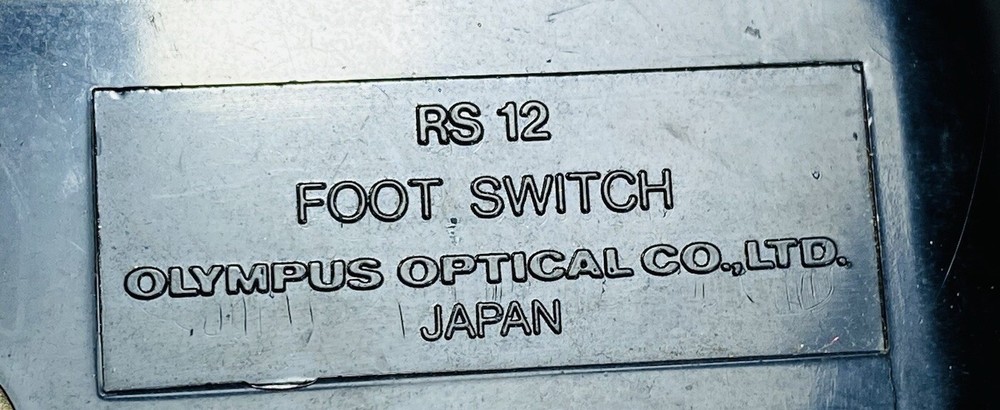 RS 12
FOOT SWITCH
OLYMPUS OPTICAL CO.,LTD.
JAPAN